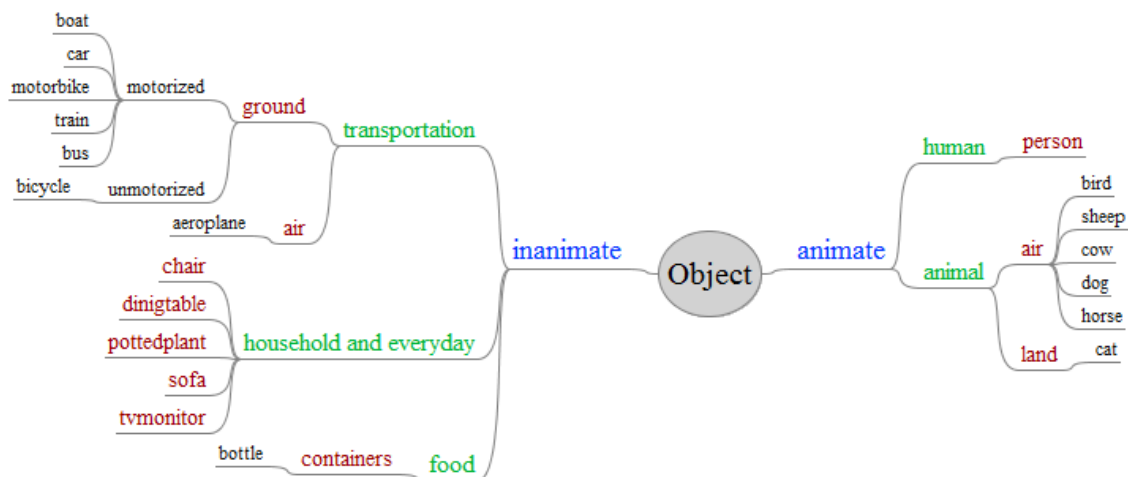 boat
car
motorbike
train
bus
bicycle
motorized
unmotorized
ground
aeroplane
air
transportation
chair
dinigtable
pottedplant
sofa
tvmonitor
household and everyday
bottle
containers
food
inanimate
Object
animate
human
person
animal
air
bird
sheep
cow
dog
horse
land
cat